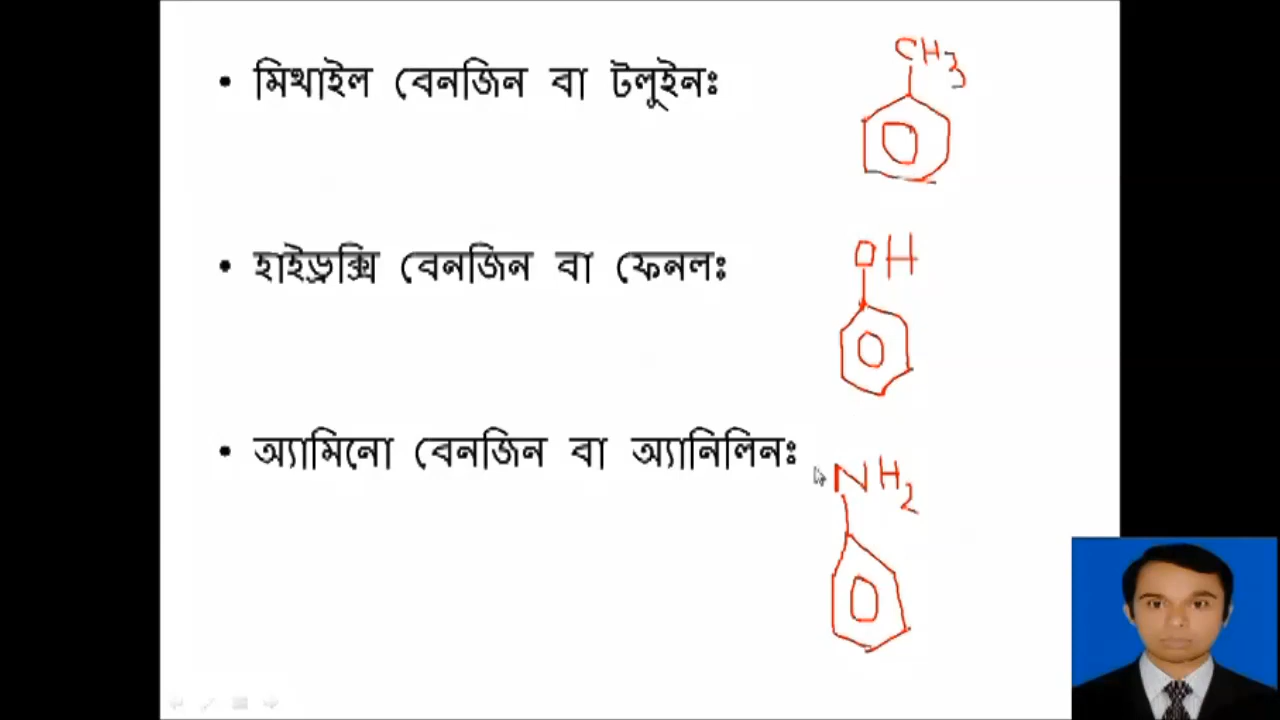 • মিথাইল বেনজিন বা টলুইনঃ
CH3
• হাইড্রক্সি বেনজিন বা ফেনলঃ
OH
• অ্যামিনো বেনজিন বা অ্যানিলিনঃ
NH2